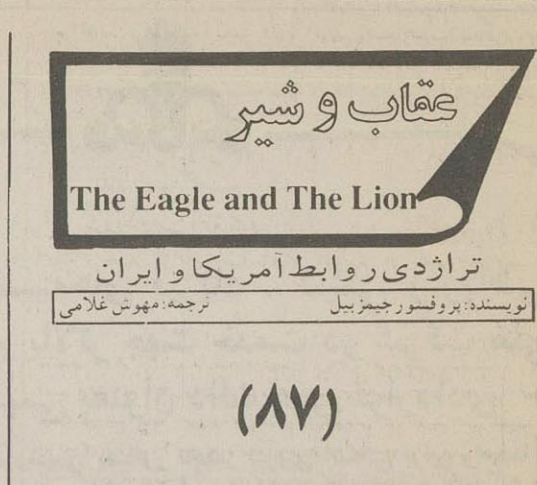 عقاب و شیر
The Eagle and The Lion
تراژدی روابط آمریکا و ایران
نویسنده: پروفسور جیمز بیل ترجمه: مهوش غلامی
(۸۷)